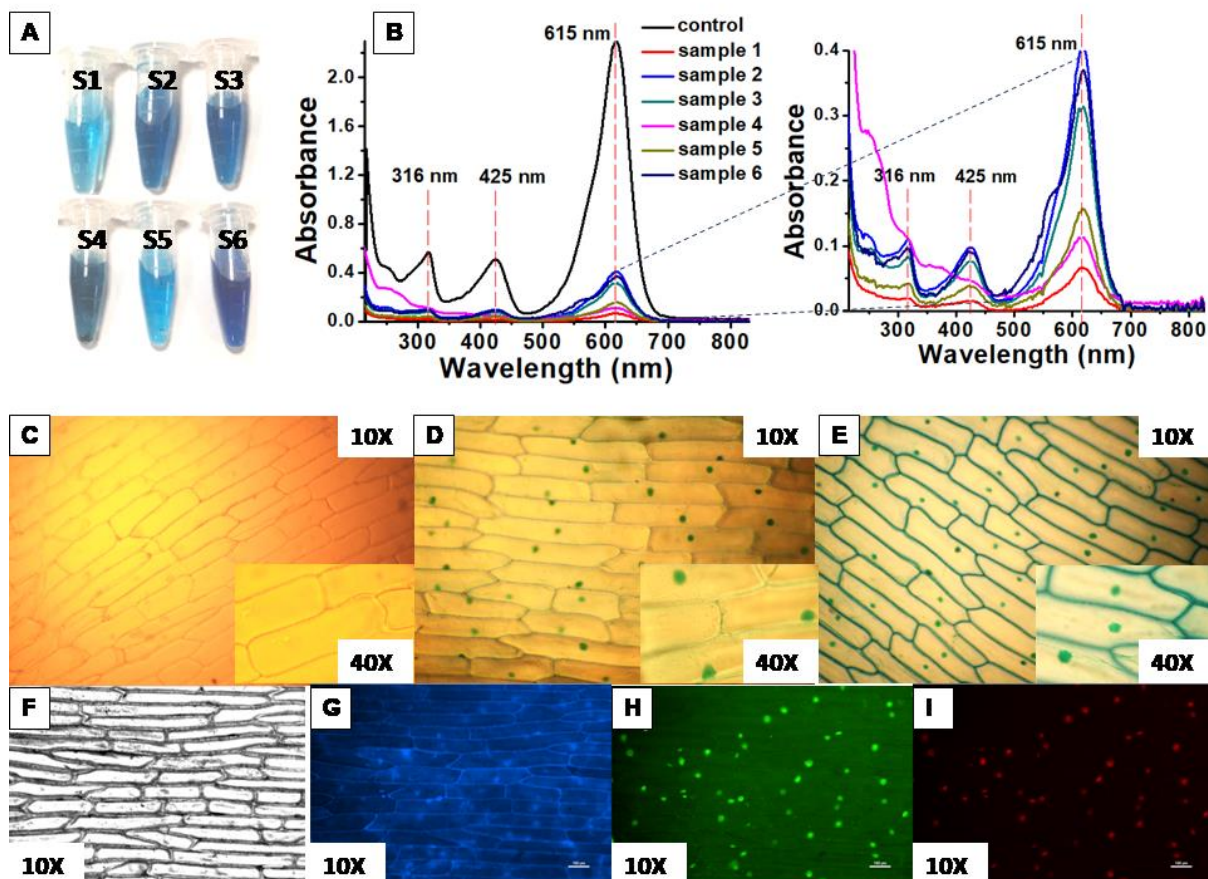 A
S1 S2 S3
S4 S5 S6
B
Absorbance
2.0
1.6
1.2
0.8
0.4
0.0
316 nm
425 nm
615 nm
control
sample 1
sample 2
sample 3
sample 4
sample 5
sample 6
300 400 500 600 700 800
Wavelength (nm)
Absorbance
0.4
0.3
0.2
0.1
0.0
316 nm
425 nm
615 nm
300 400 500 600 700 800
Wavelength (nm)
C
10X
40X
D
10X
40X
E
10X
40X
F
10X
G
10X
H
10X
I
10X